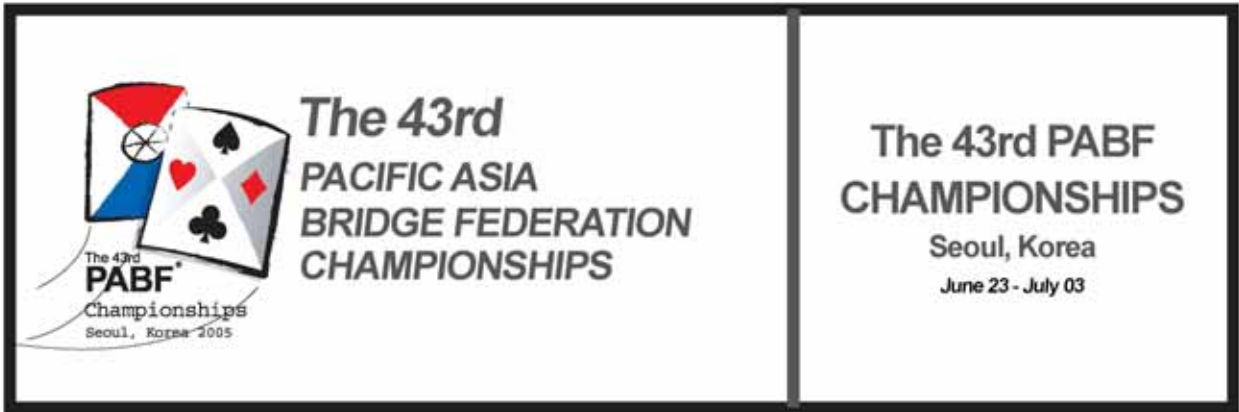 The 43rd
PACIFIC ASIA
BRIDGE FEDERATION
CHAMPIONSHIPS
The 43rd
PABF
Championships
Seoul, Korea 2005
The 43rd PABF
CHAMPIONSHIPS
Seoul, Korea
June 23 - July 03